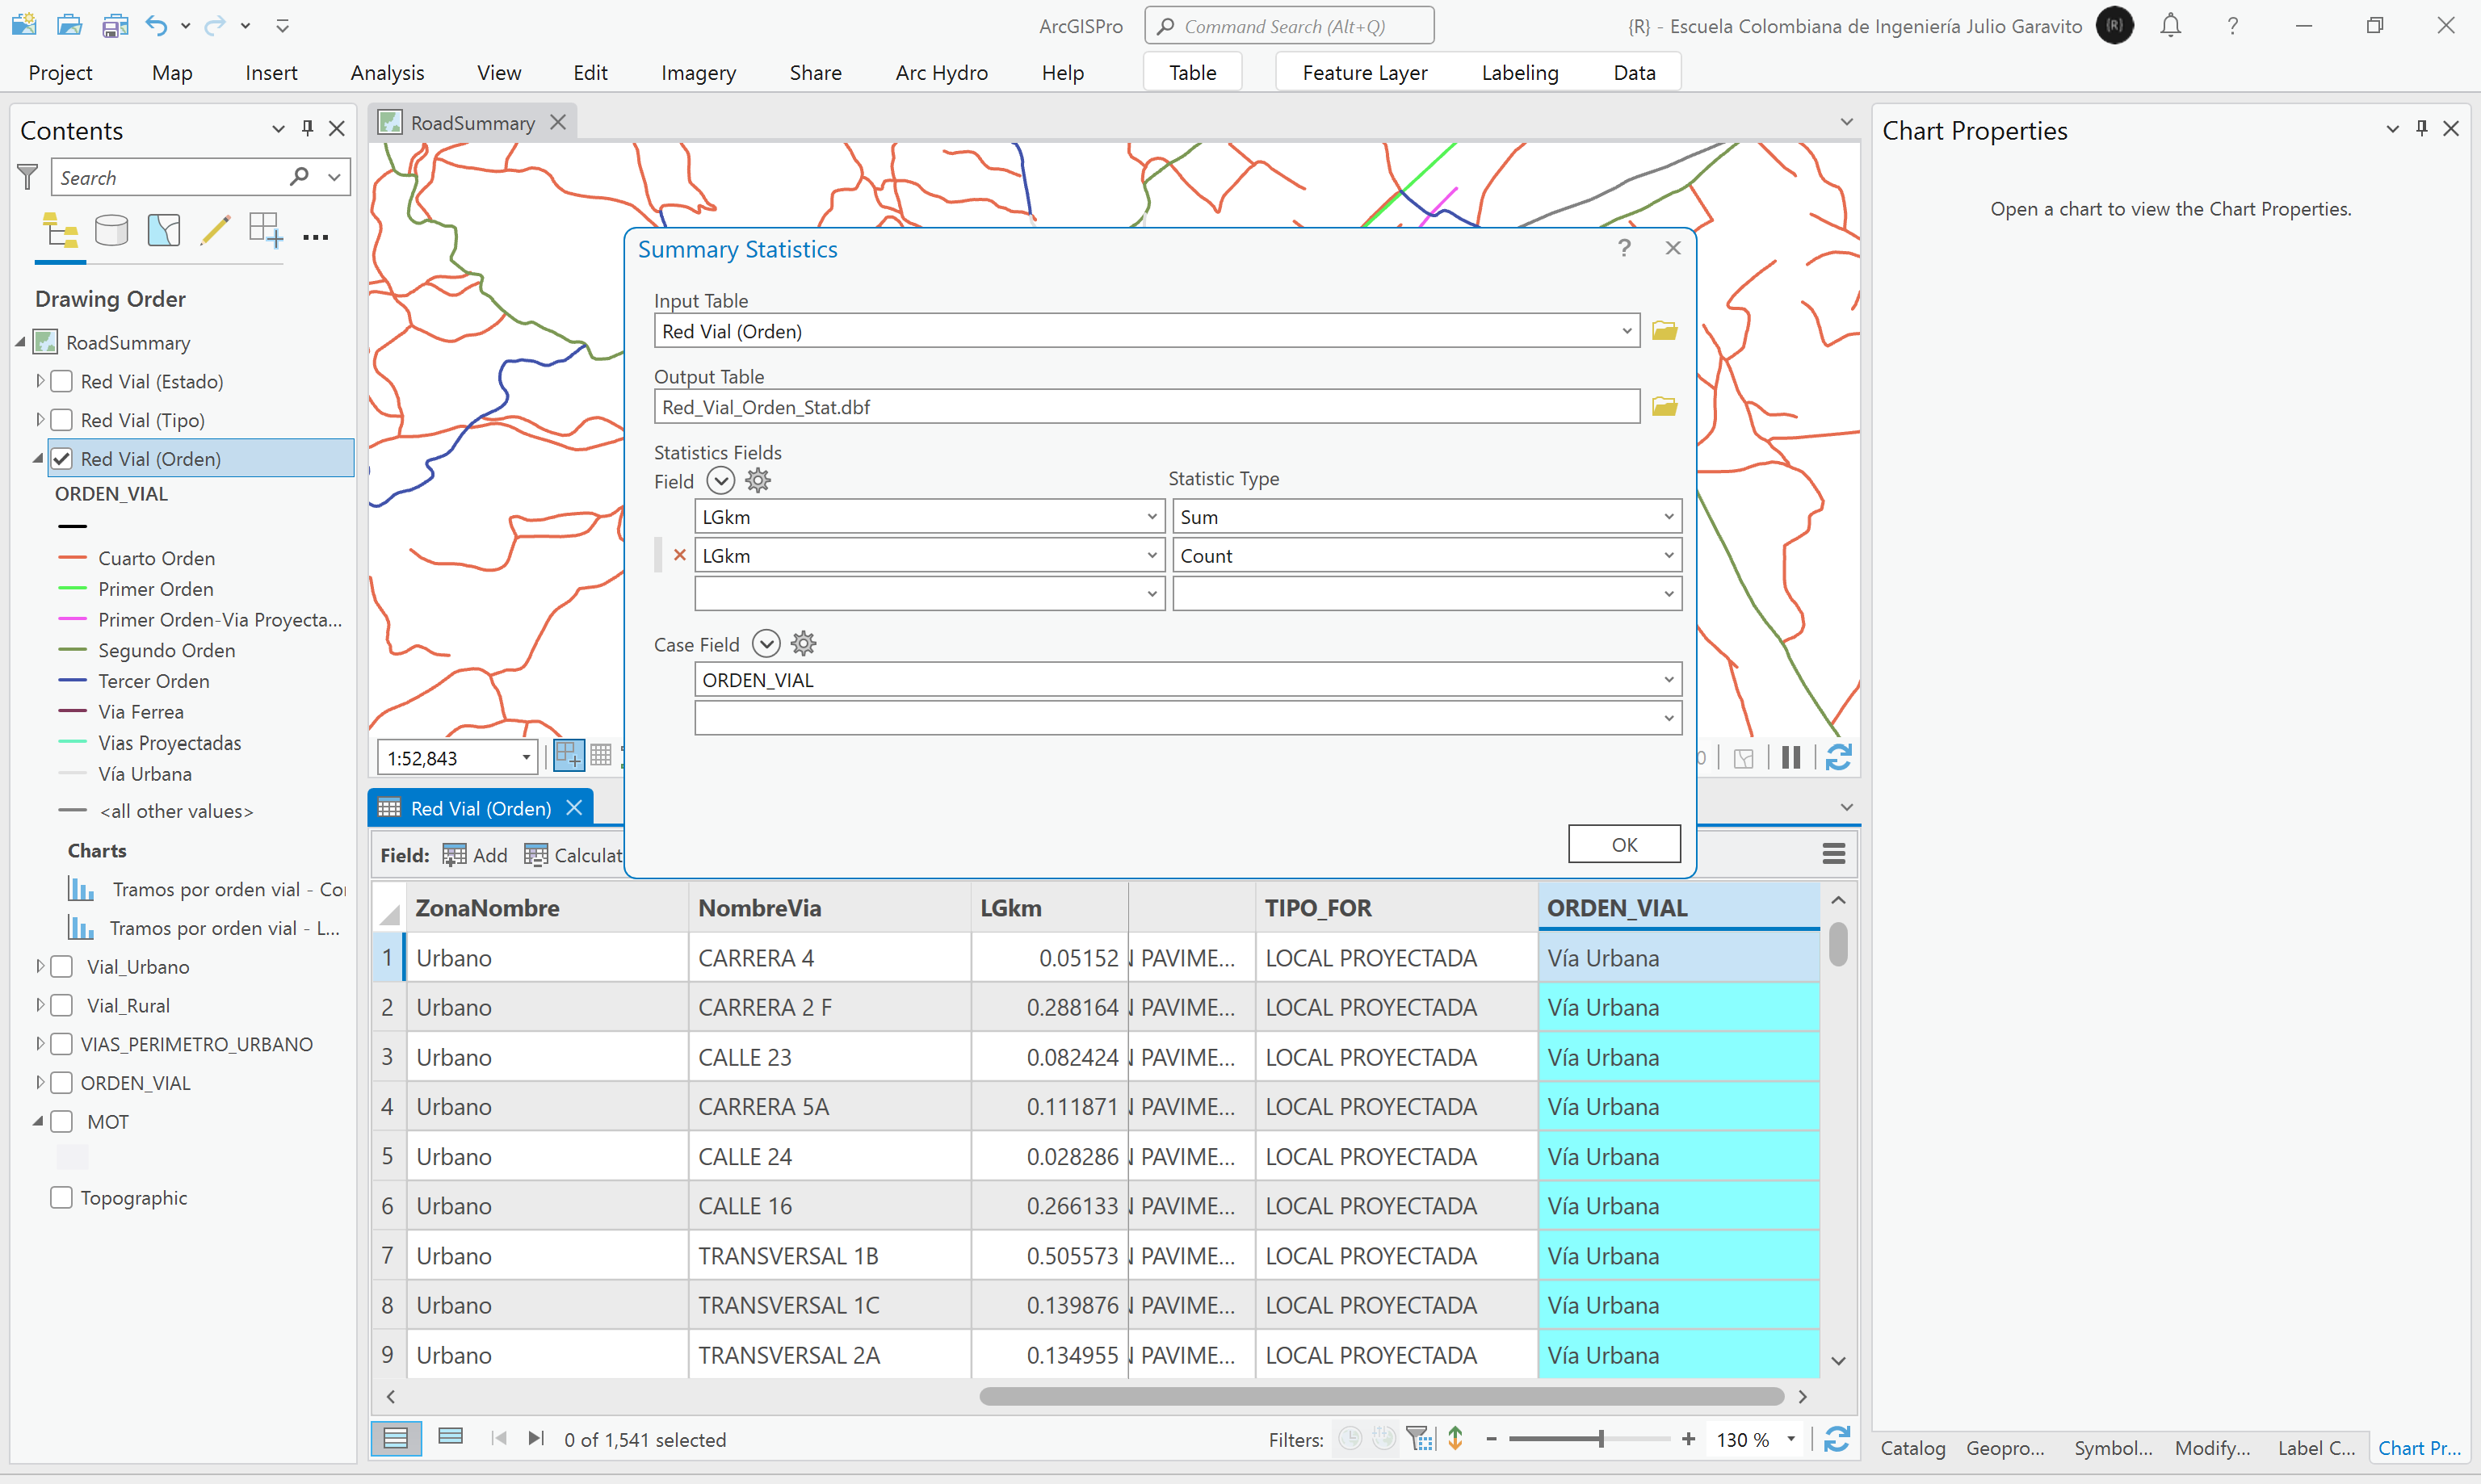 ArcGISPro
Command Search (Alt+Q)
{R} - Escuela Colombiana de Ingeniería Julio Garavito
{R}
?
Project Map Insert Analysis View Edit Imagery Share Arc Hydro Help Table Feature Layer Labeling Data
Contents
Search
Drawing Order
RoadSummary
Red Vial (Estado)
Red Vial (Tipo)
Red Vial (Orden)
ORDEN_VIAL
Cuarto Orden
Primer Orden
Primer Orden-Via Proyecta...
Segundo Orden
Tercer Orden
Via Ferrea
Vias Proyectadas
Vía Urbana
<all other values>
Charts
Tramos por orden vial - Co
Tramos por orden vial - L...
Vial_Urbano
Vial_Rural
VIAS_PERIMETRO_URBANO
ORDEN_VIAL
MOT
Topographic
RoadSummary
1:52,843
Summary Statistics
?
Input Table
Red Vial (Orden)
Output Table
Red_Vial_Orden_Stat.dbf
Statistics Fields
Field Statistic Type
LGkm Sum
LGkm Count
Case Field
ORDEN_VIAL
OK
Red Vial (Orden)
Field: Add Calculat
ZonaNombre NombreVia LGkm TIPO_FOR ORDEN_VIAL
1 Urbano CARRERA 4 0.05152 PAVIME... LOCAL PROYECTADA Vía Urbana
2 Urbano CARRERA 2 F 0.288164 PAVIME... LOCAL PROYECTADA Vía Urbana
3 Urbano CALLE 23 0.082424 PAVIME... LOCAL PROYECTADA Vía Urbana
4 Urbano CARRERA 5A 0.111871 PAVIME... LOCAL PROYECTADA Vía Urbana
5 Urbano CALLE 24 0.028286 PAVIME... LOCAL PROYECTADA Vía Urbana
6 Urbano CALLE 16 0.266133 PAVIME... LOCAL PROYECTADA Vía Urbana
7 Urbano TRANSVERSAL 1B 0.505573 PAVIME... LOCAL PROYECTADA Vía Urbana
8 Urbano TRANSVERSAL 1C 0.139876 PAVIME... LOCAL PROYECTADA Vía Urbana
9 Urbano TRANSVERSAL 2A 0.134955 PAVIME... LOCAL PROYECTADA Vía Urbana
0 of 1,541 selected
Filters:
130 %
Chart Properties
Open a chart to view the Chart Properties.
Catalog Geopro... Symbol... Modify... Label C... Chart Pr...